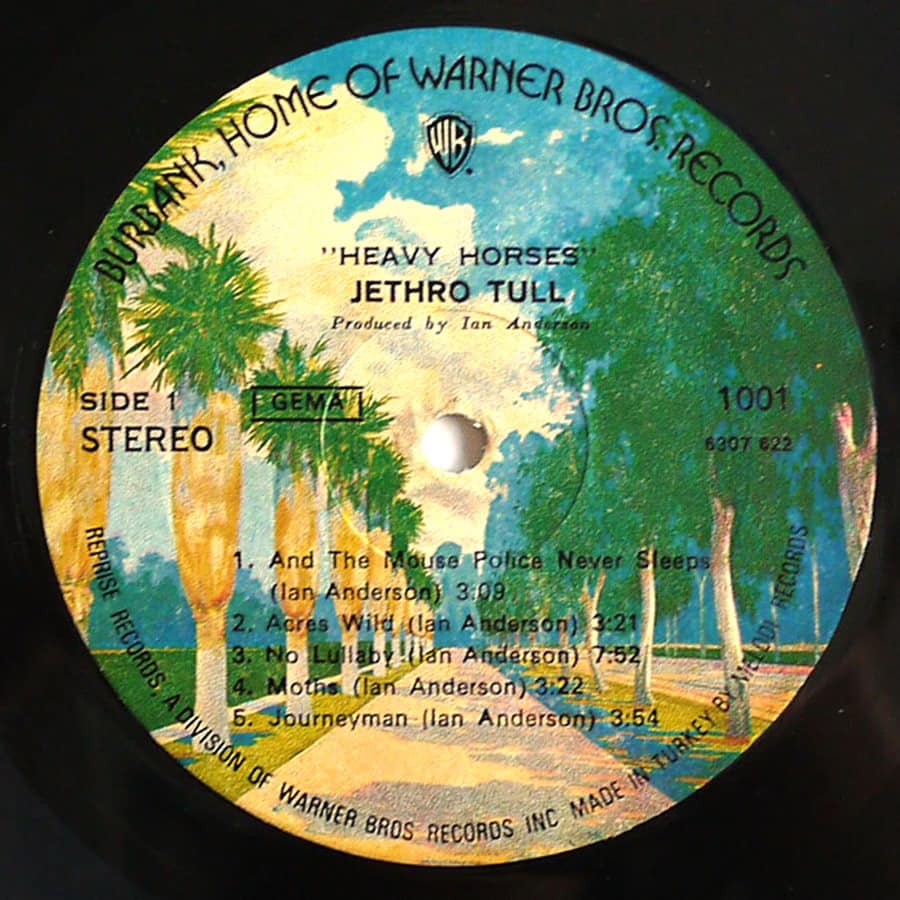 BURBANK, HOME OF WARNER BROS. RECORDS
WB
"HEAVY HORSES"
JETHRO TULL
Produced by Ian Anderson
SIDE 1
STEREO
GEMA
1001
6307 622
1. And The Mouse Police Never Sleeps
(Ian Anderson) 3:09
2. Acres Wild (Ian Anderson) 3:21
3. No Lullaby (Ian Anderson) 7:52
4. Moths (Ian Anderson) 3:22
5. Journeyman (Ian Anderson) 3:54
REPRISE RECORDS, A DIVISION OF WARNER BROS RECORDS INC MADE IN TURKEY BY MELODI RECORDS